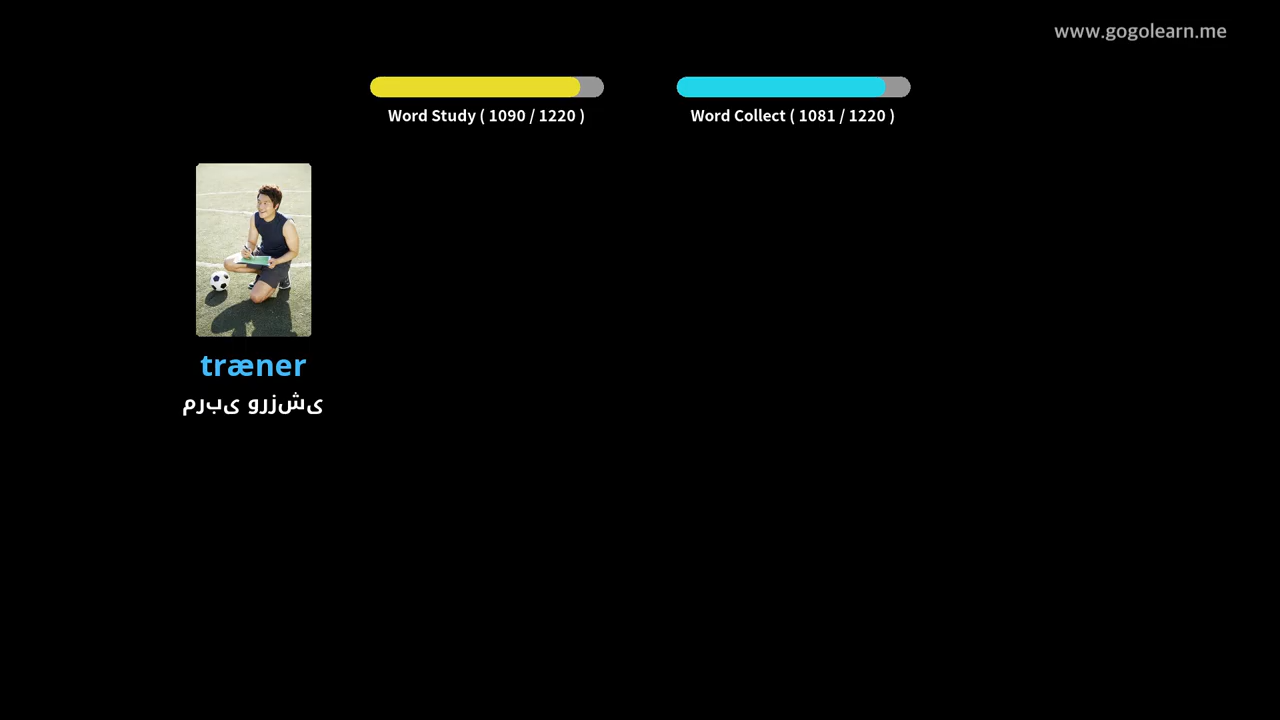 www.gogolearn.me
Word Study ( 1090 / 1220 )
Word Collect ( 1081 / 1220 )
træner
مربی ورزشی